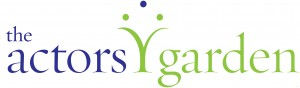 the
actors garden